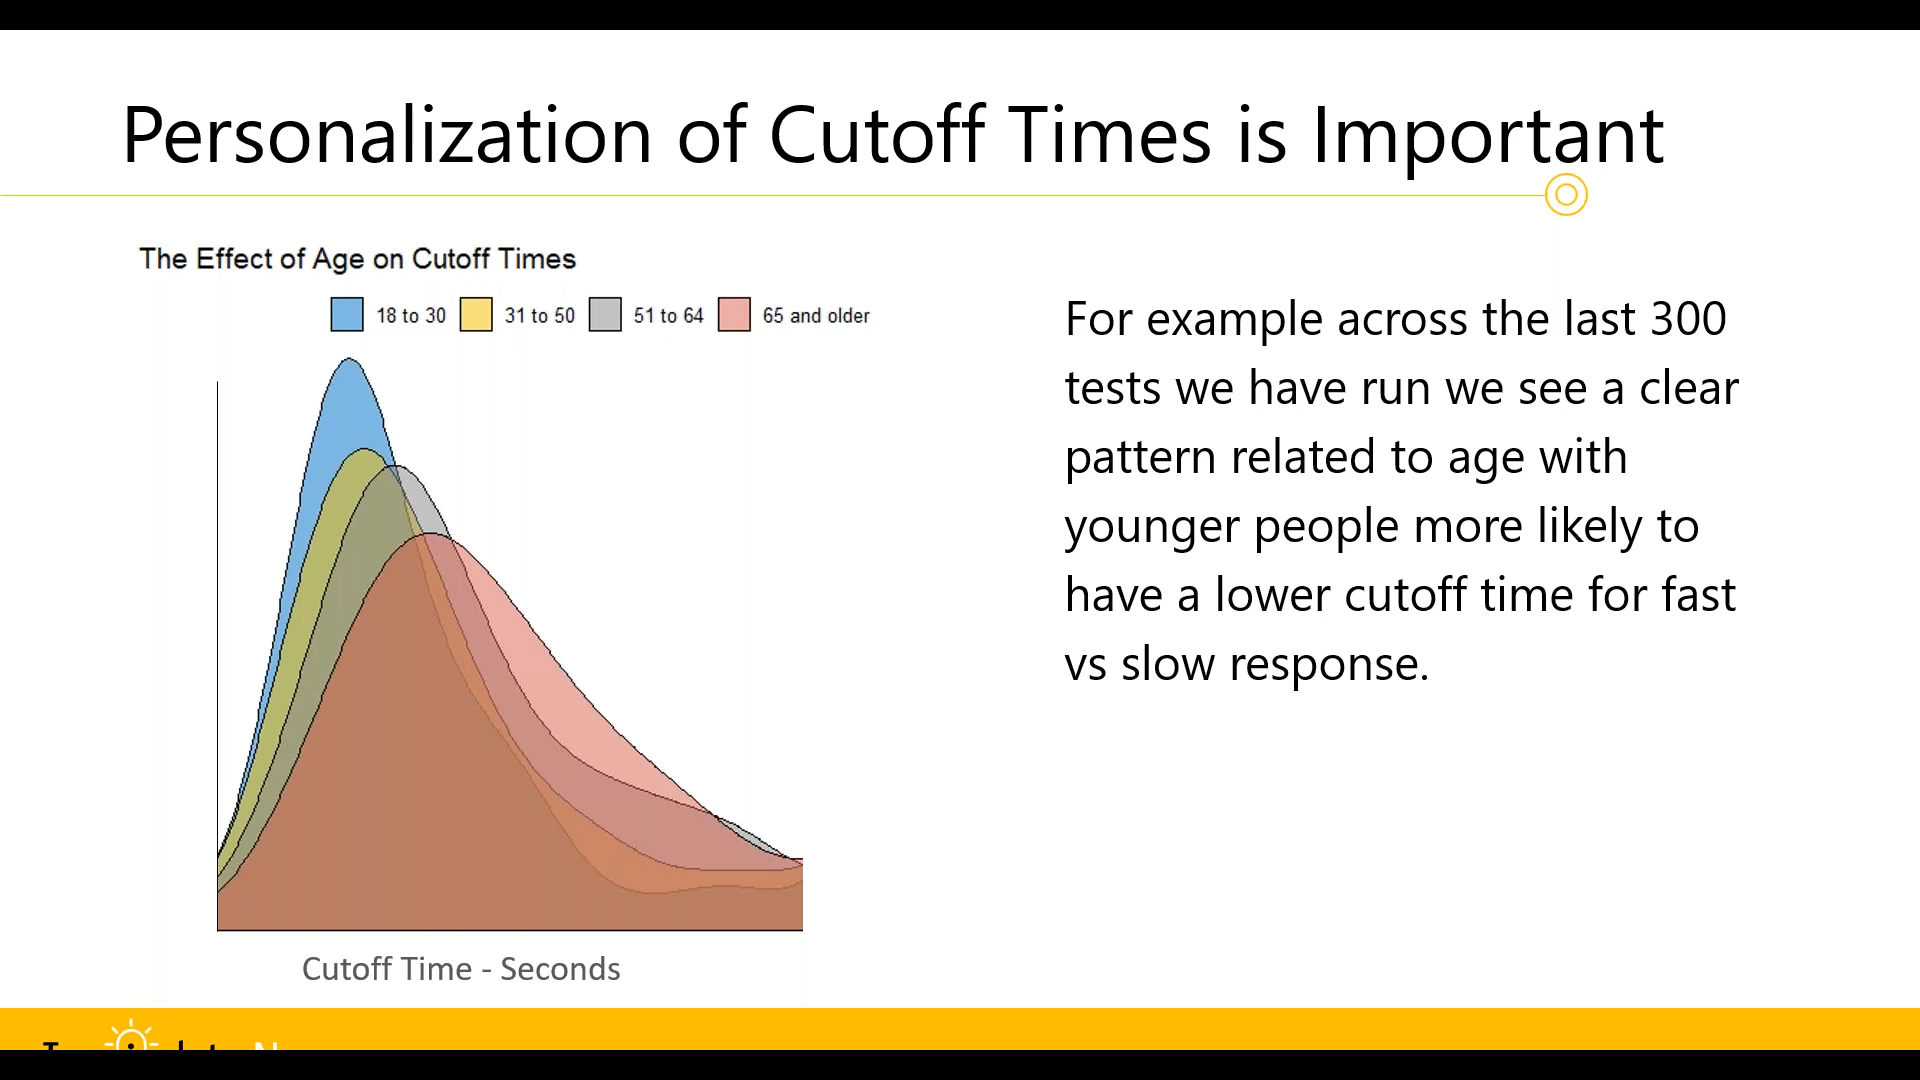 Personalization of Cutoff Times is Important
The Effect of Age on Cutoff Times
18 to 30 31 to 50 51 to 64 65 and older
For example across the last 300
tests we have run we see a clear
pattern related to age with
younger people more likely to
have a lower cutoff time for fast
vs slow response.
Cutoff Time - Seconds